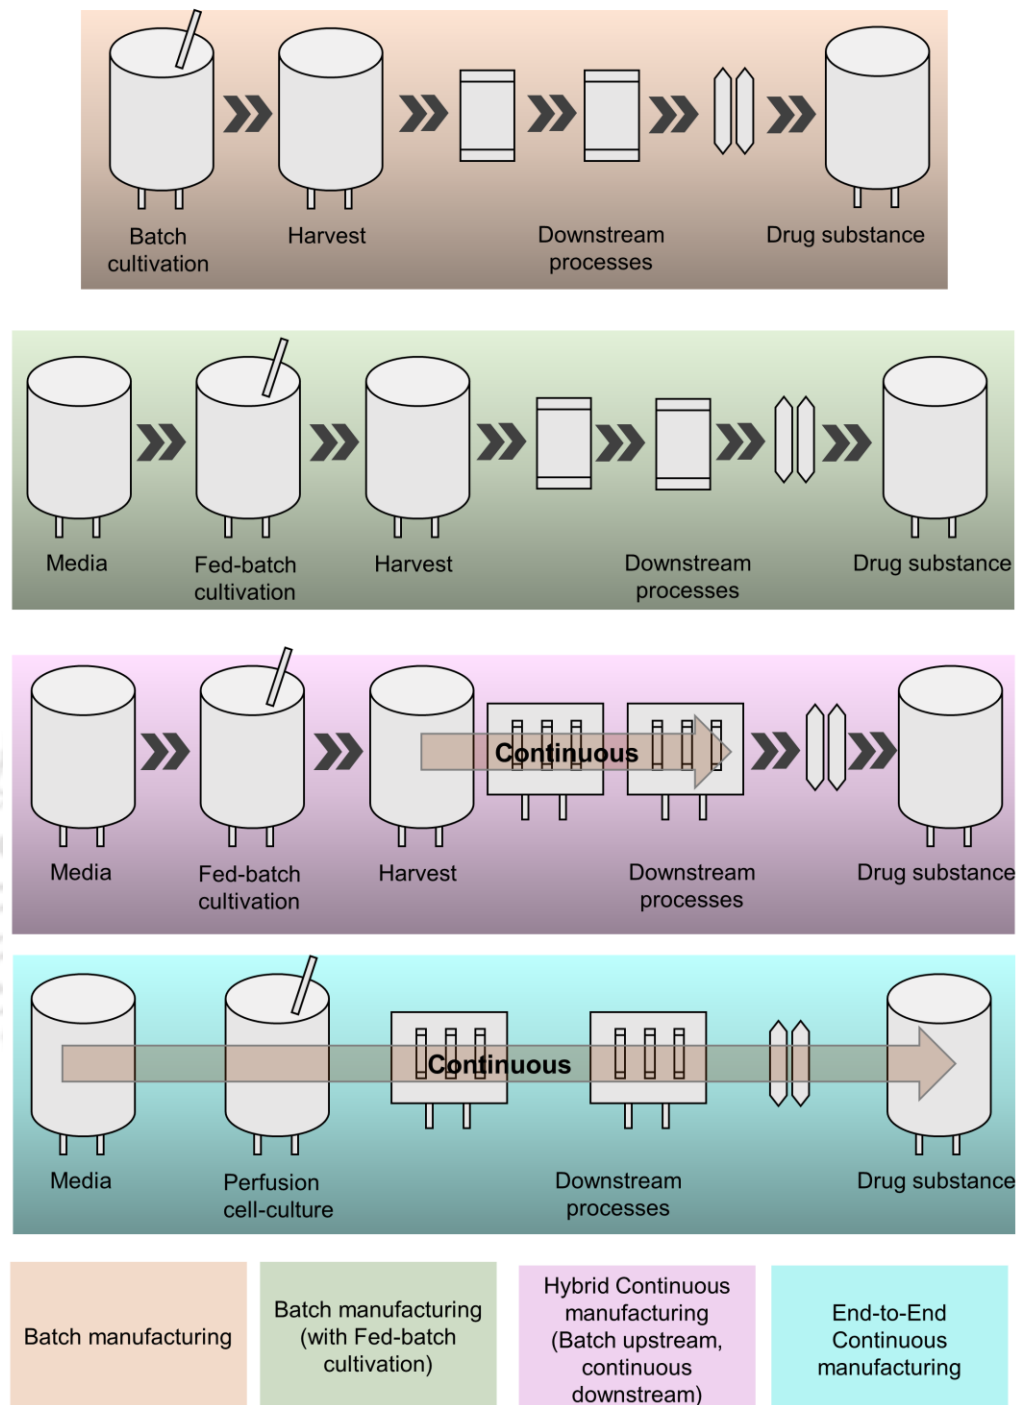 Batch
cultivation
Harvest
Downstream
processes
Drug substance
Media
Fed-batch
cultivation
Harvest
Downstream
processes
Drug substance
Continuous
Media
Fed-batch
cultivation
Harvest
Downstream
processes
Drug substance
Continuous
Media
Perfusion
cell-culture
Downstream
processes
Drug substance
Batch manufacturing
Batch manufacturing
(with Fed-batch
cultivation)
Hybrid Continuous
manufacturing
(Batch upstream,
continuous
downstream)
End-to-End
Continuous
manufacturing